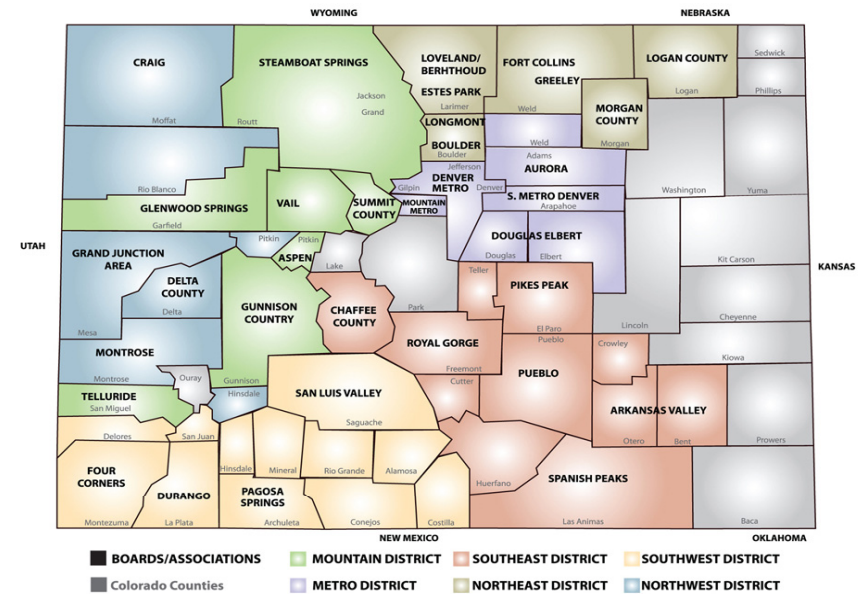 WYOMING
NEBRASKA
CRAIG
Moffat
STEAMBOAT SPRINGS
Jackson
Grand
Routt
LOVELAND/
BERHTHOUD
ESTES PARK
Larimer
FORT COLLINS
GREELEY
Weld
LOGAN COUNTY
Logan
Sedwick
Phillips
MORGAN
COUNTY
Morgan
LONGMONT
BOULDER
Boulder
Weld
Washington
Yuma
Rio Blanco
Adams
AURORA
Jefferson
DENVER
METRO
Gilpin
Denver
S. METRO DENVER
Arapahoe
GLENWOOD SPRINGS
Garfield
VAIL
SUMMIT
COUNTY
MOUNTAIN
METRO
UTAH
GRAND JUNCTION
AREA
Mesa
Pitkin
Pitkin
ASPEN
Lake
Park
DOUGLAS ELBERT
Douglas
Elbert
Lincoln
Kit Carson
KANSAS
DELTA
COUNTY
Delta
GUNNISON
COUNTRY
Gunnison
CHAFFEE
COUNTY
Teller
PIKES PEAK
El Paro
Cheyenne
MONTROSE
Montrose
Ouray
ROYAL GORGE
Freemont
Pueblo
PUEBLO
Crowley
Kiowa
TELLURIDE
San Miguel
Hinsdale
SAN LUIS VALLEY
Saguache
Cutter
ARKANSAS VALLEY
Otero
Bent
Prowers
Delores
San Juan
FOUR
CORNERS
Montezuma
DURANGO
La Plata
Hinsdale
Mineral
Rio Grande
Alamosa
PAGOSA
SPRINGS
Archuleta
Conejos
Costilla
Huerfano
SPANISH PEAKS
Las Animas
Baca
NEW MEXICO
OKLAHOMA
BOARDS/ASSOCIATIONS
MOUNTAIN DISTRICT
SOUTHEAST DISTRICT
SOUTHWEST DISTRICT
Colorado Counties
METRO DISTRICT
NORTHEAST DISTRICT
NORTHWEST DISTRICT